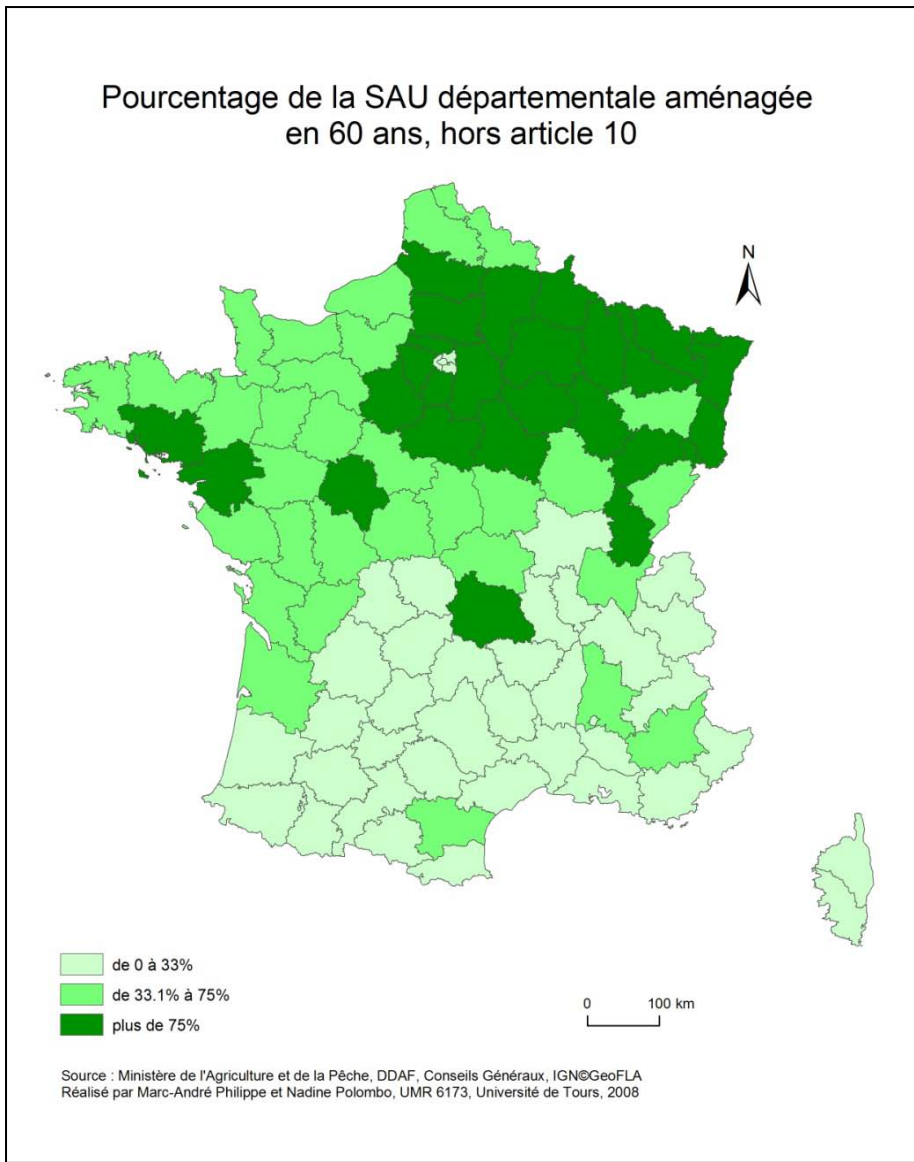 Pourcentage de la SAU départementale aménagée
en 60 ans, hors article 10
N
de 0 à 33%
de 33.1% à 75%
plus de 75%
0 100 km
Source : Ministère de l'Agriculture et de la Pêche, DDAF, Conseils Généraux, IGN©GeoFLA
Réalisé par Marc-André Philippe et Nadine Polombo, UMR 6173, Université de Tours, 2008